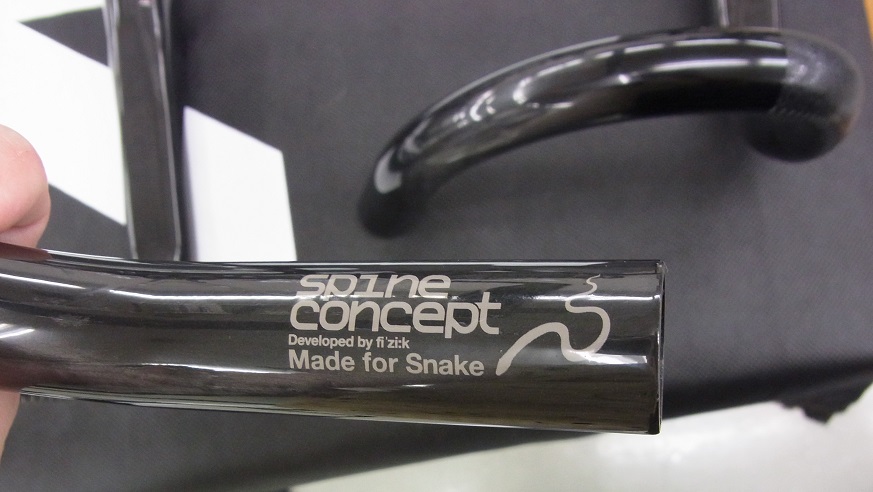 spine
concept
Developed by fi'zi:k
Made for Snake